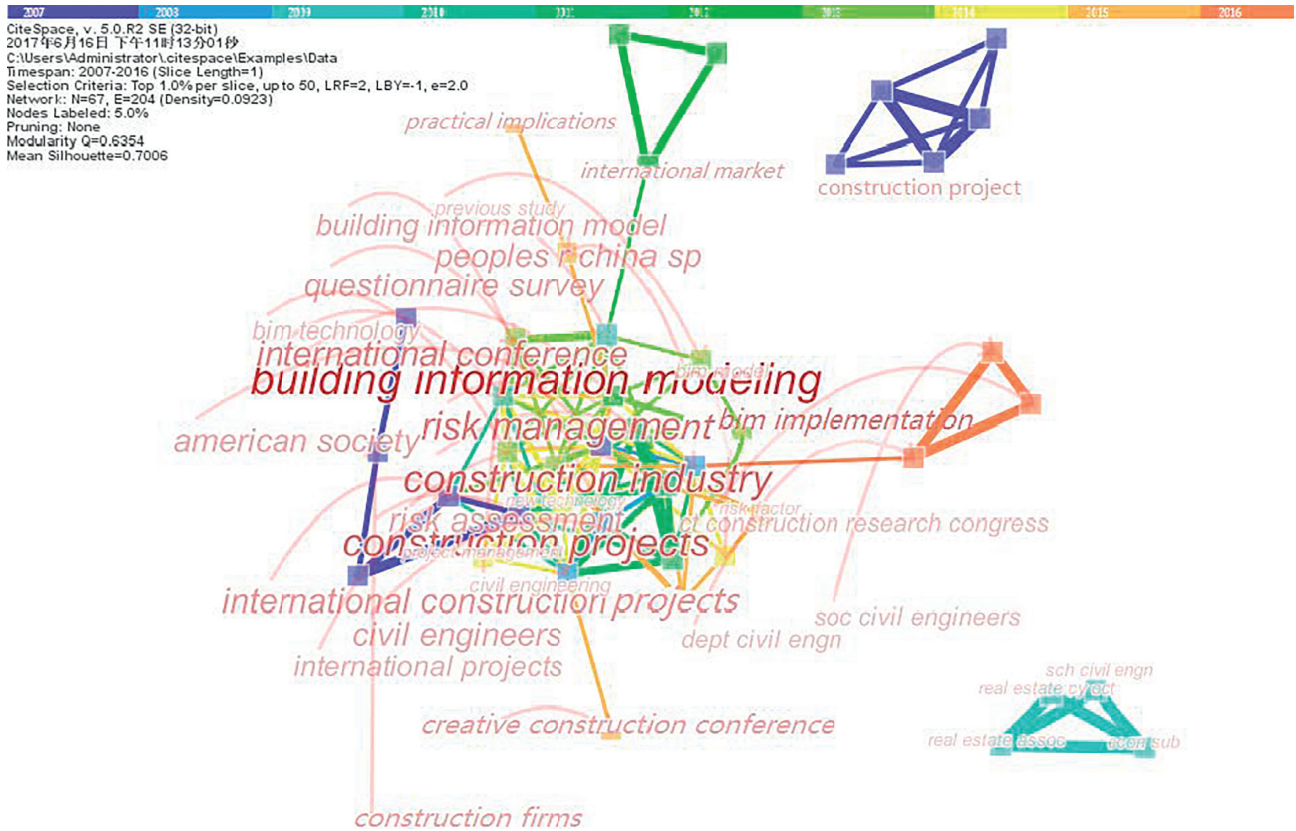 2007 2008 2009 2010 2011 2012 2013 2014 2015 2016
CiteSpace, v. 5.0.R2 SE (32-bit)
2017年6月16日 下午11时13分01秒
C:\Users\Administrator\.citespace\Examples\Data
Timespan: 2007-2016 (Slice Length=1)
Selection Criteria: Top 1.0% per slice, up to 50, LRF=2, LBY=-1, e=2.0
Network: N=67, E=204 (Density=0.0923)
Nodes Labeled: 5.0%
Pruning: None
Modularity Q=0.6354
Mean Silhouette=0.7006
practical implications
international market
construction project
previous study
building information model
peoples r china sp
questionnaire survey
bim technology
international conference
bim model
building information modeling
risk management
bim implementation
american society
construction industry
new technology
risk factor
risk assessment
ct construction research congress
construction projects
project management
civil engineering
international construction projects
soc civil engineers
civil engineers
dept civil engn
international projects
sch civil engn
real estate cy oct
creative construction conference
real estate assoc
econ sub
construction firms